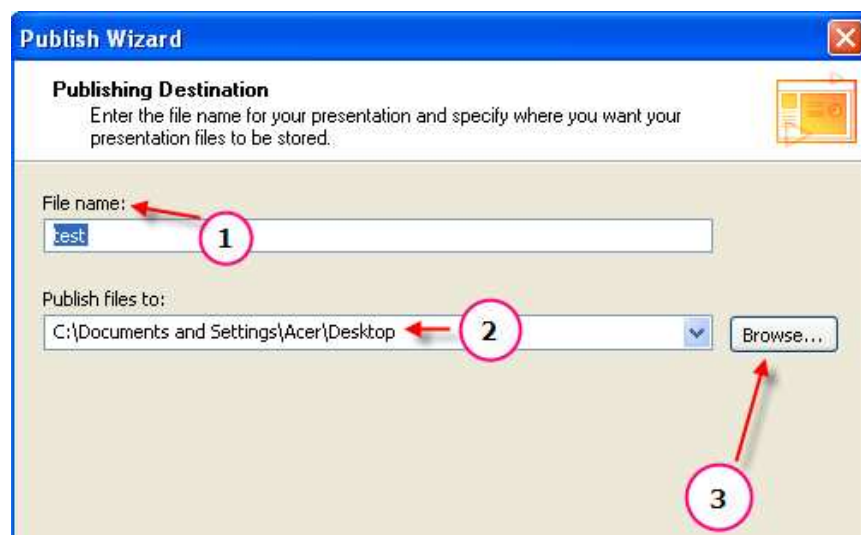 Publish Wizard
Publishing Destination
Enter the file name for your presentation and specify where you want your
presentation files to be stored.
File name:
1
test
Publish files to:
C:\Documents and Settings\Acer\Desktop
2
Browse...
3